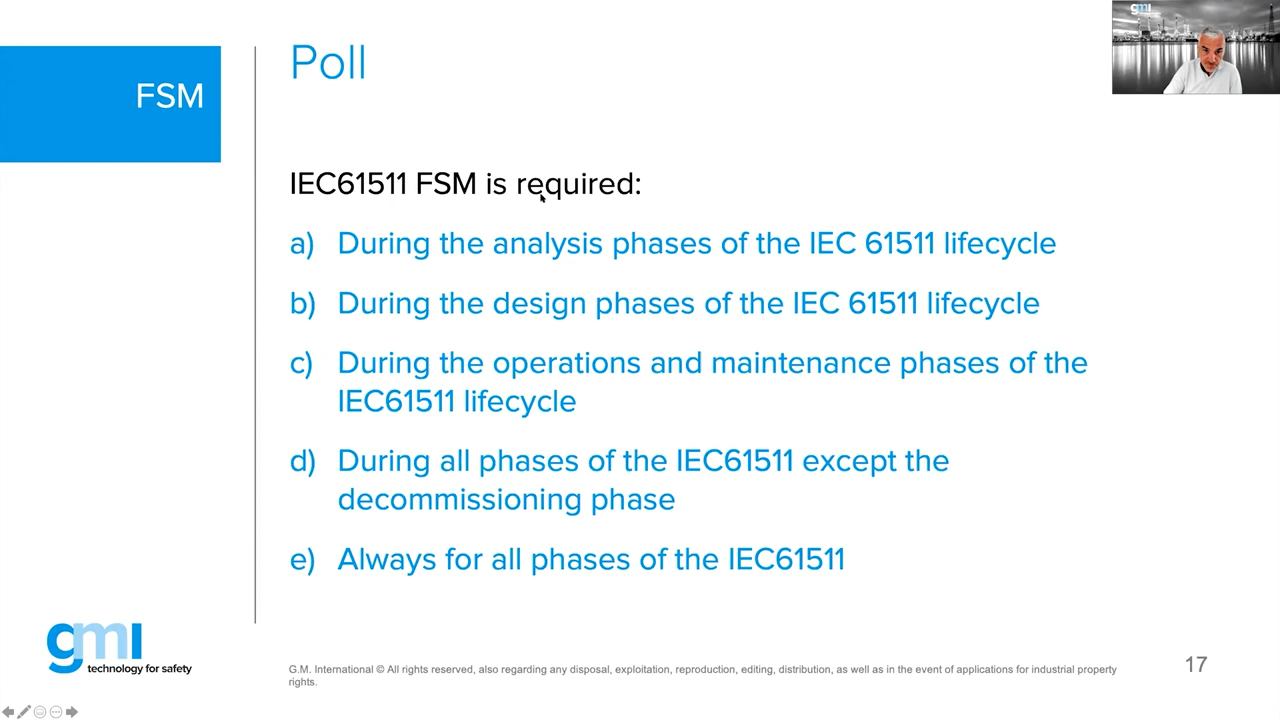 gmi
FSM
Poll
IEC61511 FSM is required:
a) During the analysis phases of the IEC 61511 lifecycle
b) During the design phases of the IEC 61511 lifecycle
c) During the operations and maintenance phases of the
IEC61511 lifecycle
d) During all phases of the IEC61511 except the
decommissioning phase
e) Always for all phases of the IEC61511
gmi
technology for safety
G.M. International © All rights reserved, also regarding any disposal, exploitation, reproduction, editing, distribution, as well as in the event of applications for industrial property
rights.
17